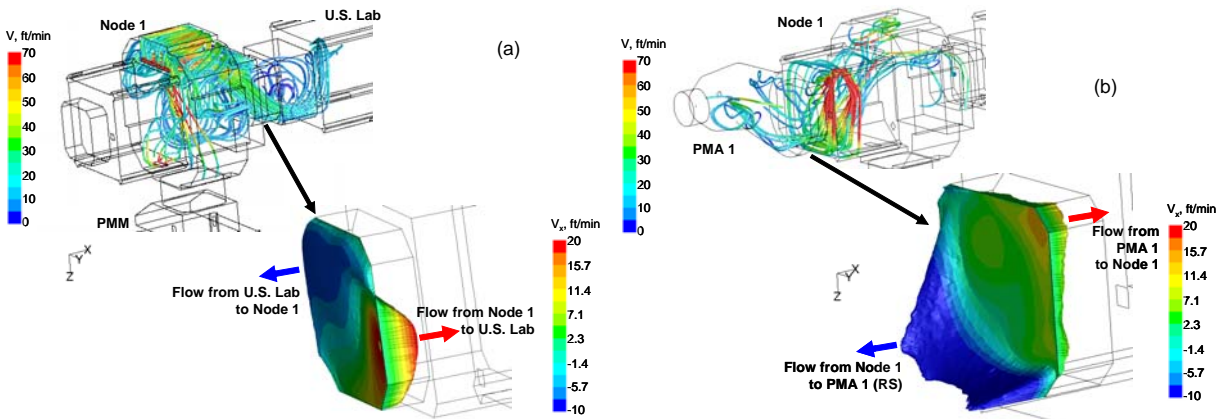 Node 1
U.S. Lab
V, ft/min
70
60
50
40
30
20
10
0
(a)
PMM
X
Y
Z
Flow from U.S. Lab
to Node 1
Flow from Node 1
to U.S. Lab
Vx, ft/min
20
15.7
11.4
7.1
2.3
-1.4
-5.7
-10
Node 1
V, ft/min
70
60
50
40
30
20
10
0
(b)
PMA 1
X
Y
Z
Flow from
PMA 1
to Node 1
Flow from Node 1
to PMA 1 (RS)
Vx, ft/min
20
15.7
11.4
7.1
2.3
-1.4
-5.7
-10